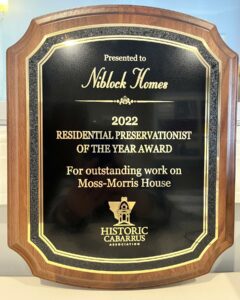 Presented to
Niblock Homes
2022
RESIDENTIAL PRESERVATIONIST
OF THE YEAR AWARD
For outstanding work on
Moss-Morris House
HISTORIC
CABARRUS
ASSOCIATION